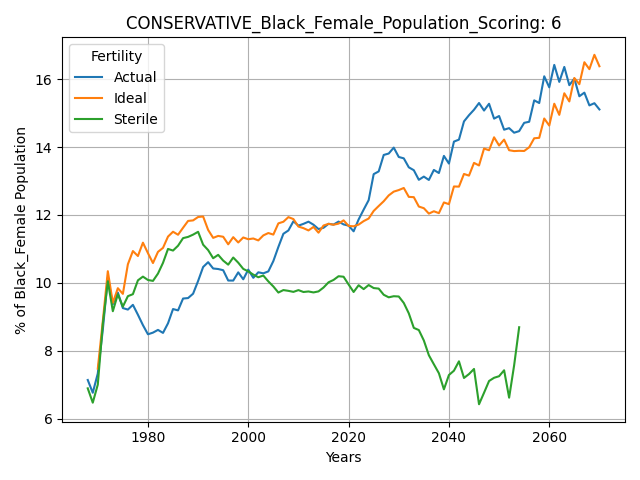 CONSERVATIVE_Black_Female_Population_Scoring: 6
Fertility
Actual
Ideal
Sterile
% of Black_Female Population
16
14
12
10
8
6
1980
2000
2020
2040
2060
Years